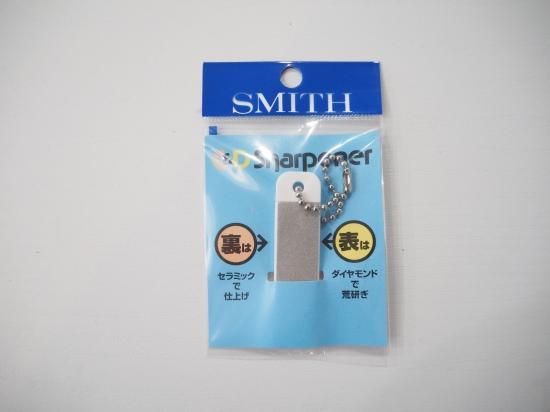 SMITH
Sharpener
裏は
表は
セラミック
で
仕上げ
ダイヤモンド
で
荒研ぎ